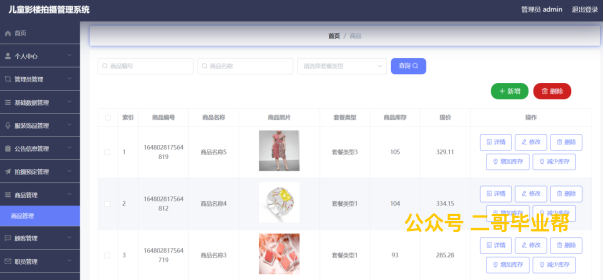 儿童影楼拍摄管理系统
管理员 admin 退出登录
首页
首页 / 商品
个人中心
管理员管理
基础数据管理
服装饰品管理
公告信息管理
拍摄预定管理
商品管理
商品管理
顾客管理
职员管理
商品编号 商品名称 请选择套餐类型 查询
+ 新增 删除
索引 商品编号 商品名称 商品图片 套餐类型 商品库存 现价 操作
1 164802817564819 商品名称5 套餐类型3 105 329.11 详情 修改 删除
增加库存 减少库存
2 164802817564812 商品名称4 套餐类型1 104 334.15 详情 修改 删除
增加库存 减少库存
公众号 二哥毕业帮
3 164802817564719 商品名称3 套餐类型1 93 285.28 详情 修改 删除
增加库存 减少库存